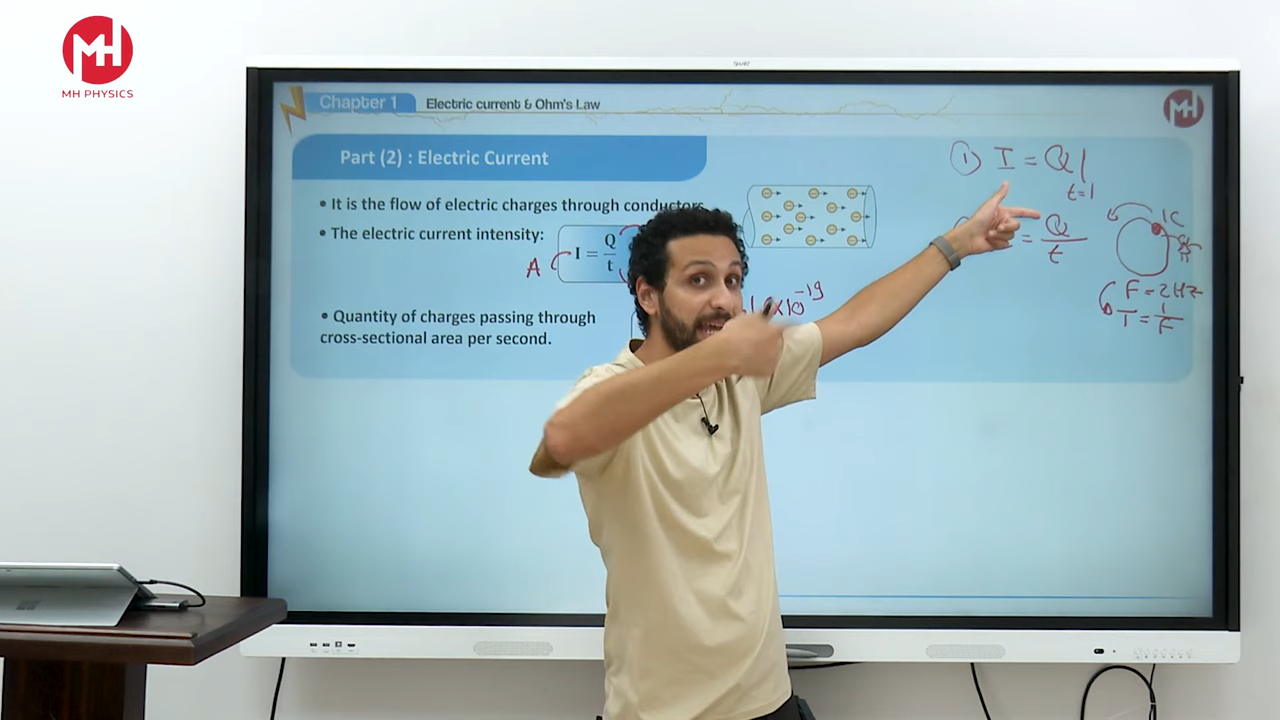 MH
MH PHYSICS
SMART
Chapter 1
Electric current & Ohm's Law
MH
Part (2) : Electric Current
• It is the flow of electric charges through conductors
• The electric current intensity:
I = Q/t
A
• Quantity of charges passing through
cross-sectional area per second.
x10⁻¹⁹
① I = Q|
t=1
= Q/t
1C
F = 2Hz
T = 1/F